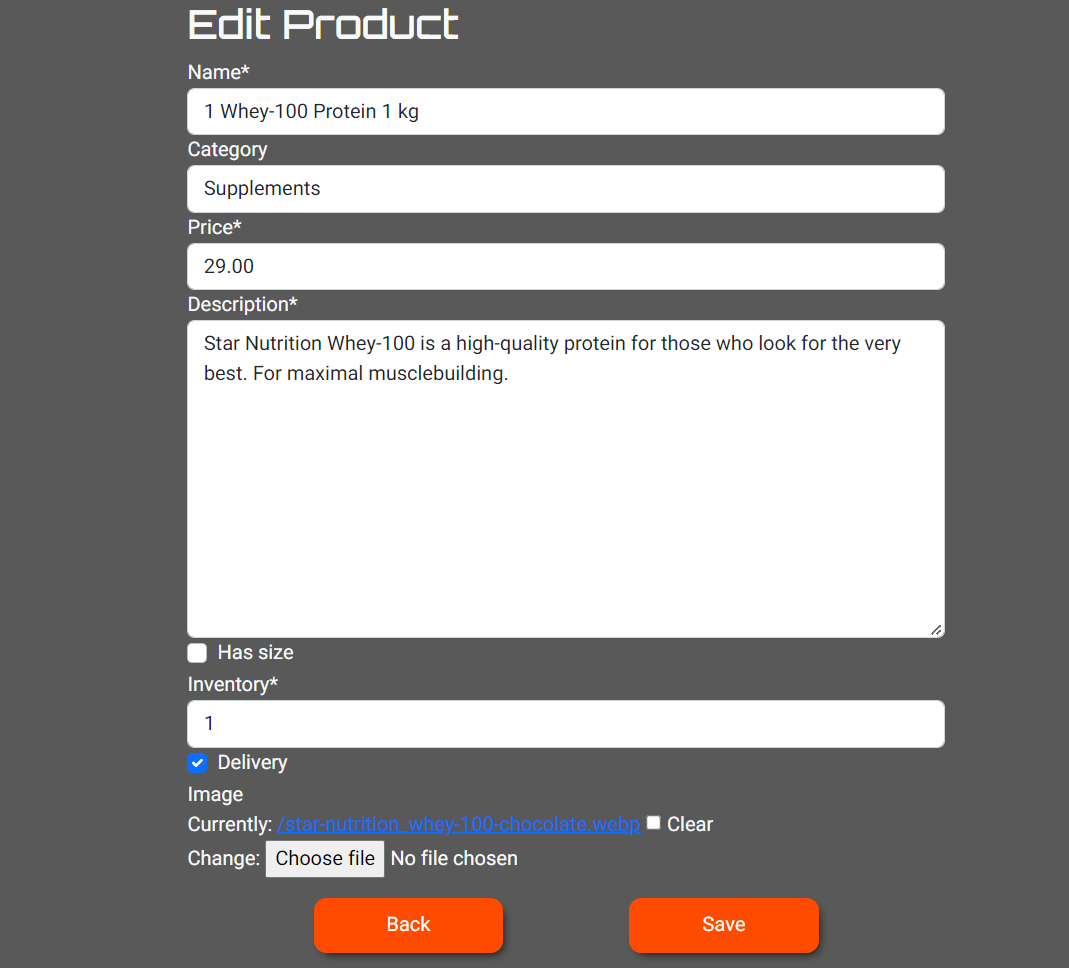 Edit Product
Name*
1 Whey-100 Protein 1 kg
Category
Supplements
Price*
29.00
Description*
Star Nutrition Whey-100 is a high-quality protein for those who look for the very
best. For maximal musclebuilding.
Has size
Inventory*
1
Delivery
Image
Currently: /star-nutrition_whey-100-chocolate.webp Clear
Change: Choose file No file chosen
Back Save